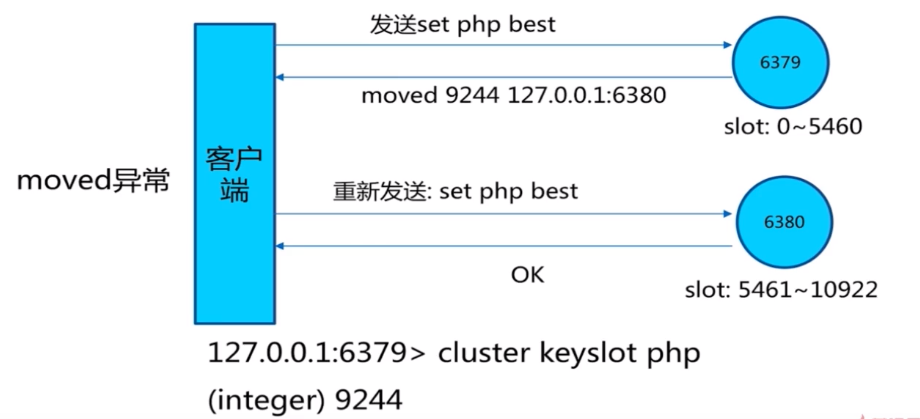 发送set php best
6379
moved 9244 127.0.0.1:6380
slot: 0~5460
客户
端
moved异常
重新发送: set php best
6380
OK
slot: 5461~10922
127.0.0.1:6379> cluster keyslot php
(integer) 9244